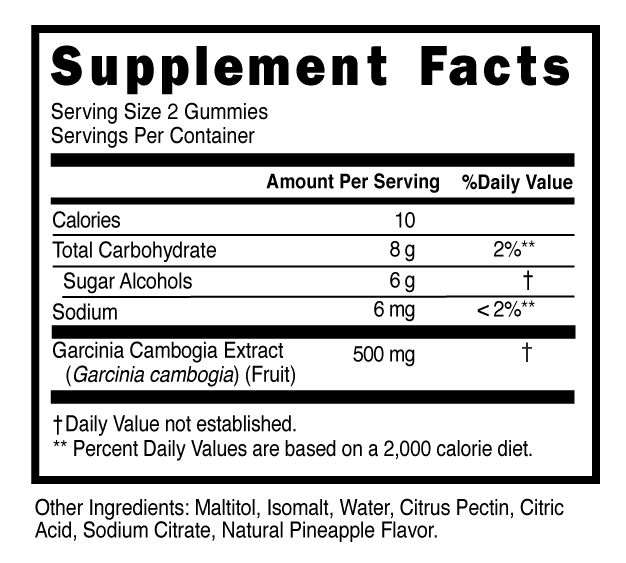 Supplement Facts
Serving Size 2 Gummies
Servings Per Container
Amount Per Serving %Daily Value
Calories 10
Total Carbohydrate 8 g 2%**
Sugar Alcohols 6 g †
Sodium 6 mg <2%**
Garcinia Cambogia Extract 500 mg †
(Garcinia cambogia) (Fruit)
†Daily Value not established.
** Percent Daily Values are based on a 2,000 calorie diet.
Other Ingredients: Maltitol, Isomalt, Water, Citrus Pectin, Citric
Acid, Sodium Citrate, Natural Pineapple Flavor.